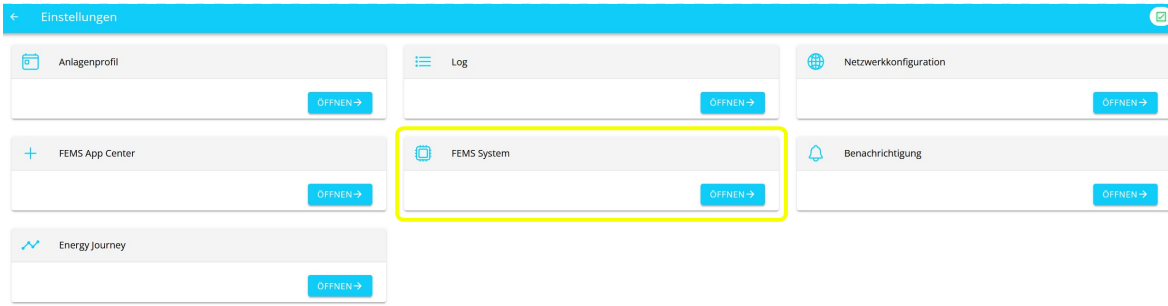 Einstellungen
Anlagenprofil
ÖFFNEN
Log
ÖFFNEN
Netzwerkkonfiguration
ÖFFNEN
FEMS App Center
ÖFFNEN
FEMS System
ÖFFNEN
Benachrichtigung
ÖFFNEN
Energy Journey
ÖFFNEN